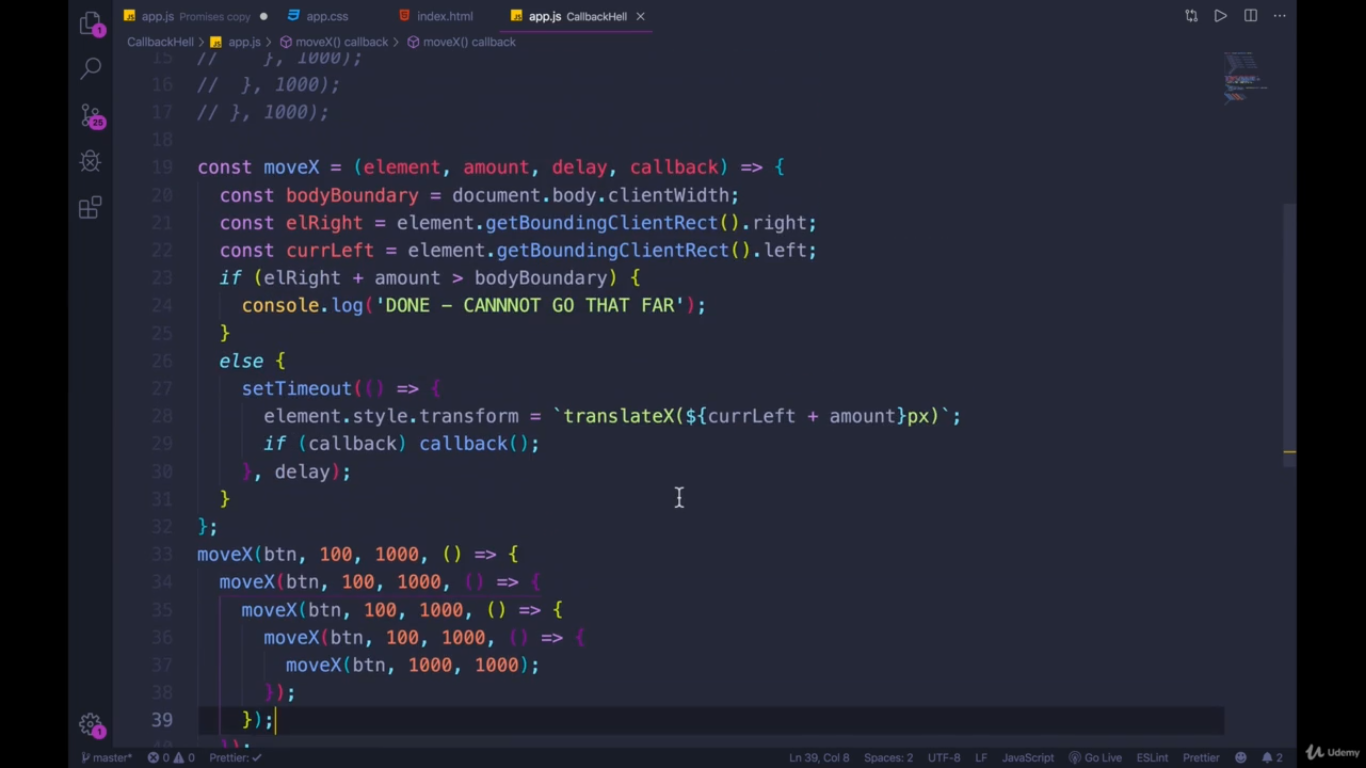 app.js Promises copy app.css index.html app.js CallbackHell
CallbackHell > app.js > moveX() callback > moveX() callback
15 //    }, 1000);
16 //  }, 1000);
17 // }, 1000);
18
19 const moveX = (element, amount, delay, callback) => {
20   const bodyBoundary = document.body.clientWidth;
21   const elRight = element.getBoundingClientRect().right;
22   const currLeft = element.getBoundingClientRect().left;
23   if (elRight + amount > bodyBoundary) {
24     console.log('DONE - CANNNOT GO THAT FAR');
25   }
26   else {
27     setTimeout(() => {
28       element.style.transform = `translateX(${currLeft + amount}px)`;
29       if (callback) callback();
30     }, delay);
31   }
32 };
33 moveX(btn, 100, 1000, () => {
34   moveX(btn, 100, 1000, () => {
35     moveX(btn, 100, 1000, () => {
36       moveX(btn, 100, 1000, () => {
37         moveX(btn, 1000, 1000);
38       });
39     });
40   });
1
25
1
master* 0 0 Prettier: ✓ Ln 39, Col 8 Spaces: 2 UTF-8 LF JavaScript Go Live ESLint Prettier 2
Udemy